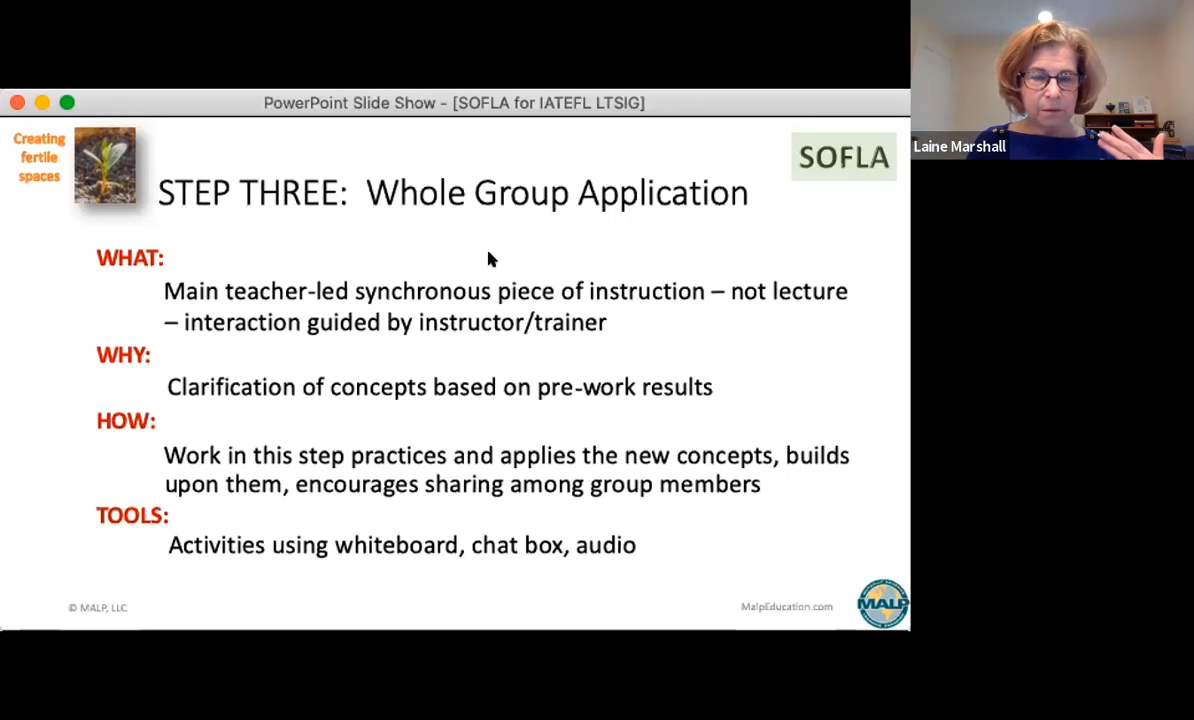 PowerPoint Slide Show - [SOFLA for IATEFL LTSIG]
Laine Marshall
Creating
fertile
spaces
SOFLA
STEP THREE: Whole Group Application
WHAT:
Main teacher-led synchronous piece of instruction – not lecture
– interaction guided by instructor/trainer
WHY:
Clarification of concepts based on pre-work results
HOW:
Work in this step practices and applies the new concepts, builds
upon them, encourages sharing among group members
TOOLS:
Activities using whiteboard, chat box, audio
© MALP, LLC
MalpEducation.com
MALP